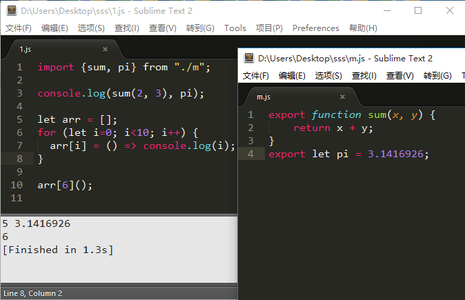 D:\Users\Desktop\sss\1.js - Sublime Text 2
文件(F) 编辑(E) 选项(S) 查找(I) 查看(V) 转到(G) Tools 项目(P) Preferences 帮助(H)
1.js
1 import {sum, pi} from "./m";
2
3 console.log(sum(2, 3), pi);
4
5 let arr = [];
6 for (let i=0; i<10; i++) {
7 arr[i] = () => console.log(i);
8 }
9
10 arr[6]();
11
5 3.1416926
6
[Finished in 1.3s]
Line 8, Column 2
D:\Users\Desktop\sss\m.js - Sublime Text 2
文件(F) 编辑(E) 选项(S) 查找(I) 查看(V) 转到(G) Tools
m.js
1 export function sum(x, y) {
2 return x + y;
3 }
4 export let pi = 3.1416926;